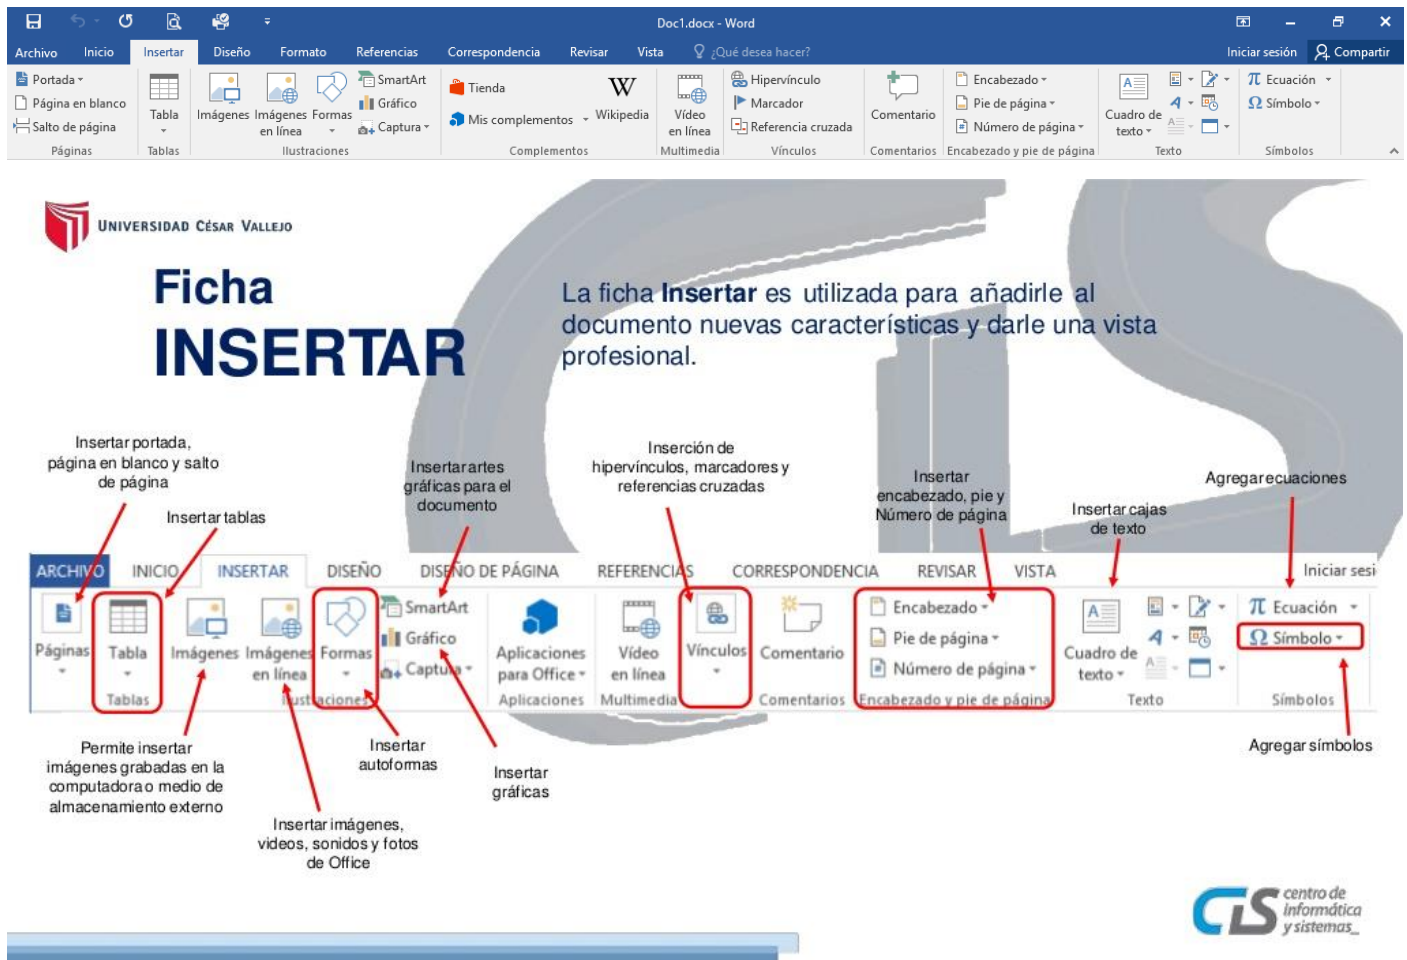 Doc1.docx - Word
Archivo Inicio Insertar Diseño Formato Referencias Correspondencia Revisar Vista ¿Qué desea hacer? Iniciar sesión Compartir
Portada
Página en blanco
Salto de página
Páginas
Tabla
Tablas
Imágenes
Imágenes
en línea
Formas
SmartArt
Gráfico
Captura
Ilustraciones
Tienda
Mis complementos
W
Wikipedia
Complementos
Vídeo
en línea
Multimedia
Hipervínculo
Marcador
Referencia cruzada
Vínculos
Comentario
Comentarios
Encabezado
Pie de página
Número de página
Encabezado y pie de página
Cuadro de
texto
Texto
π Ecuación
Ω Símbolo
Símbolos
UNIVERSIDAD CÉSAR VALLEJO
Ficha
INSERTAR
La ficha Insertar es utilizada para añadirle al
documento nuevas características y darle una vista
profesional.
Insertar portada,
página en blanco y salto
de página
Insertar tablas
Insertar artes
gráficas para el
documento
Inserción de
hipervínculos, marcadores y
referencias cruzadas
Insertar
encabezado, pie y
Número de página
Insertar cajas
de texto
Agregar ecuaciones
ARCHIVO INICIO INSERTAR DISEÑO DISEÑO DE PÁGINA REFERENCIAS CORRESPONDENCIA REVISAR VISTA Iniciar sesi
Páginas
Tabla
Tablas
Imágenes
Imágenes
en línea
Formas
SmartArt
Gráfico
Captura
Ilustraciones
Aplicaciones
para Office
Aplicaciones
Vídeo
en línea
Multimedia
Vínculos
Comentario
Comentarios
Encabezado
Pie de página
Número de página
Encabezado y pie de página
Cuadro de
texto
Texto
π Ecuación
Ω Símbolo
Símbolos
Permite insertar
imágenes grabadas en la
computadora o medio de
almacenamiento externo
Insertar imágenes,
videos, sonidos y fotos
de Office
Insertar
autoformas
Insertar
gráficas
Agregar símbolos
CIS
centro de
informática
y sistemas_